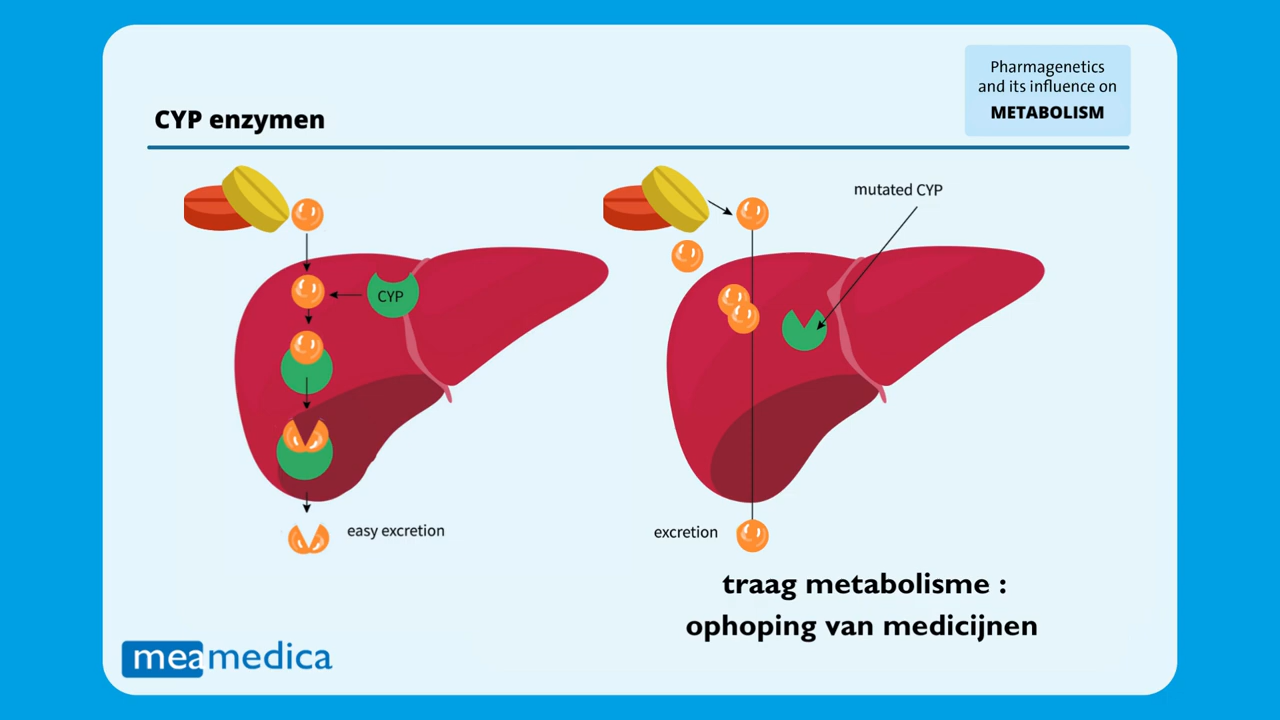 Pharmagenetics
and its influence on
METABOLISM
CYP enzymen
mutated CYP
CYP
easy excretion
excretion
traag metabolisme :
ophoping van medicijnen
meamedica